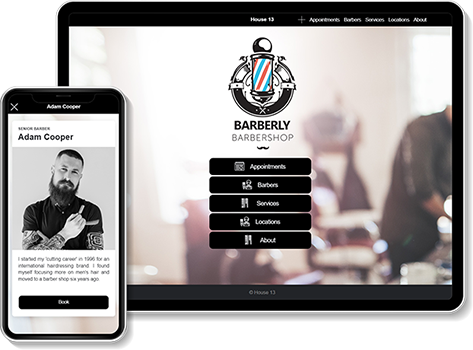 House 13
Appointments Barbers Services Locations About
BARBERLY
BARBERSHOP
Appointments
Barbers
Services
Locations
About
© House 13
Adam Cooper
SENIOR BARBER
Adam Cooper
I started my 'cutting career' in 1996 for an
international hairdressing brand. I found
myself focusing more on men's hair and
moved to a barber shop six years ago.
Book